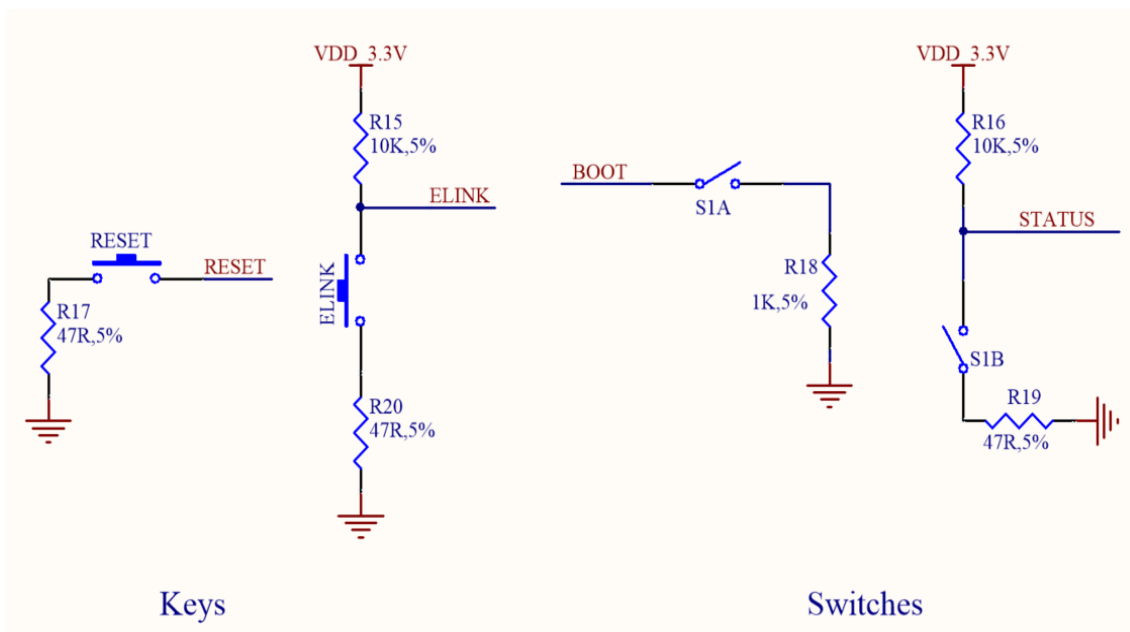 VDD_3.3V
R15
10K,5%
ELINK
RESET
RESET
R17
47R,5%
ELINK
R20
47R,5%
Keys
BOOT
S1A
R18
1K,5%
VDD_3.3V
R16
10K,5%
STATUS
S1B
R19
47R,5%
Switches